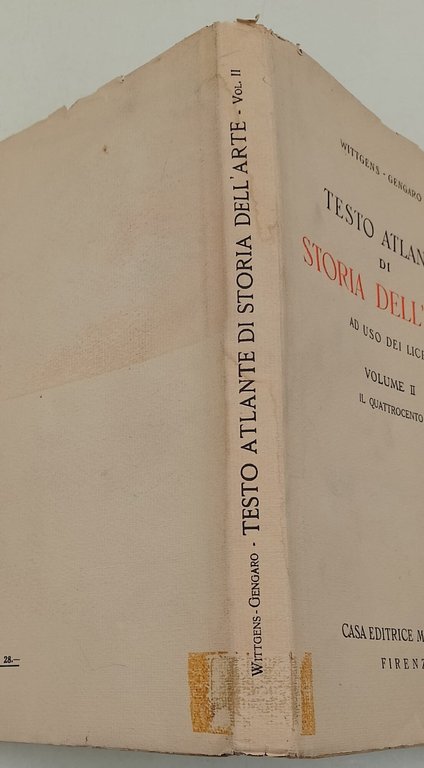 WITTGENS-GENGARO - TESTO ATLANTE DI STORIA DELL'ARTE - VOL. II
WITTGENS - GENGARO
TESTO ATLAN
DI
STORIA DELL'
AD USO DEI LICE
VOLUME II
IL QUATTROCENTO
CASA EDITRICE M
FIRENZ
28.—